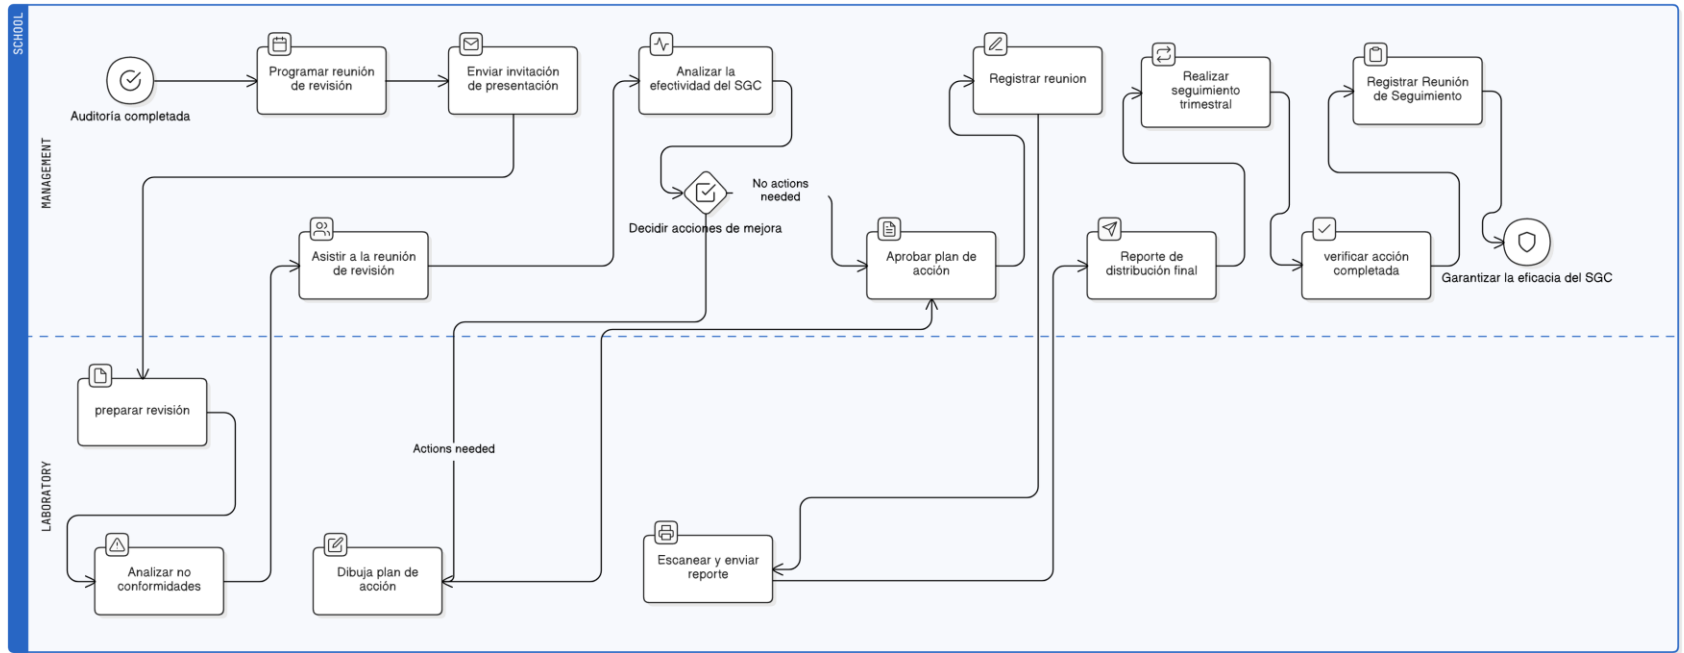 SCHOOL
MANAGEMENT
Auditoría completada
Programar reunión
de revisión
Enviar invitación
de presentación
Analizar la
efectividad del SGC
Registrar reunion
Realizar
seguimiento
trimestral
Registrar Reunión
de Seguimiento
No actions
needed
Decidir acciones de mejora
Asistir a la reunión
de revisión
Aprobar plan de
acción
Reporte de
distribución final
verificar acción
completada
Garantizar la eficacia del SGC
LABORATORY
preparar revisión
Actions needed
Analizar no
conformidades
Dibuja plan de
acción
Escanear y enviar
reporte